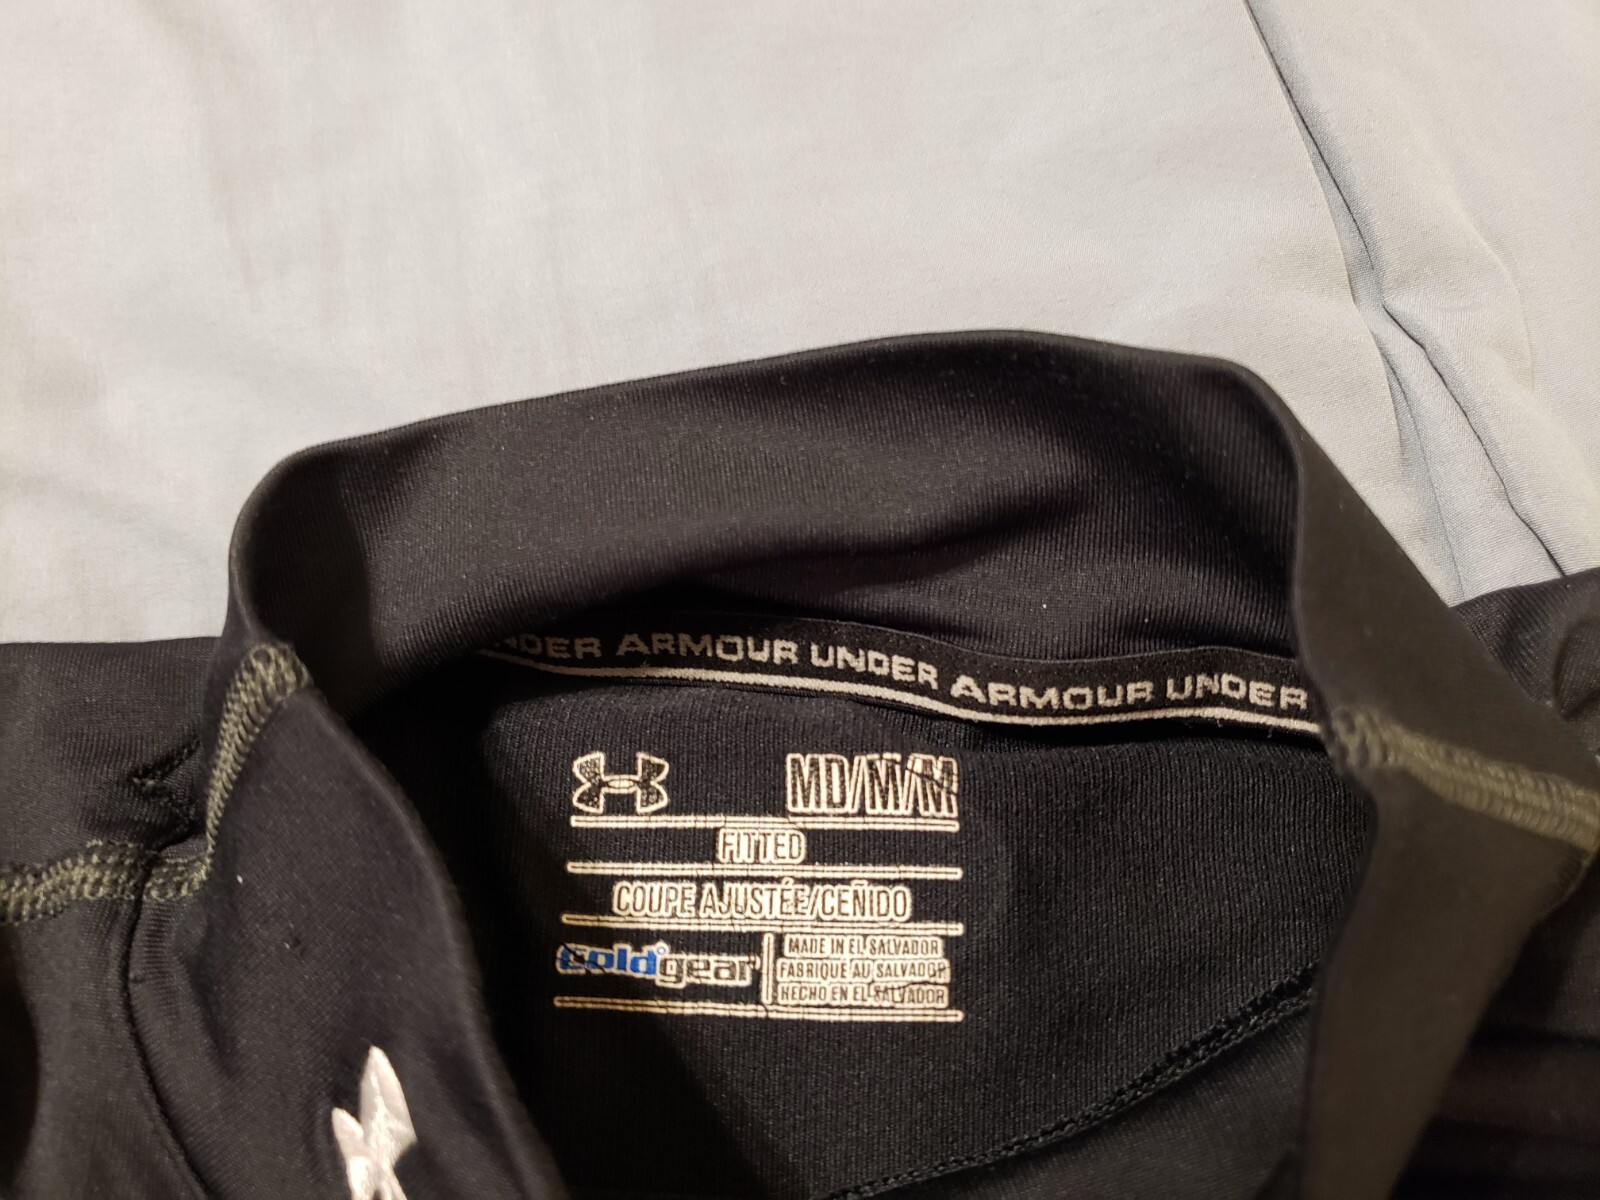 UNDER ARMOUR UNDER ARMOUR UNDER
MD/M/M
FITTED
COUPE AJUSTÉE/CEÑIDO
coldgear
MADE IN EL SALVADOR
FABRIQUÉ AU SALVADOR
HECHO EN EL SALVADOR